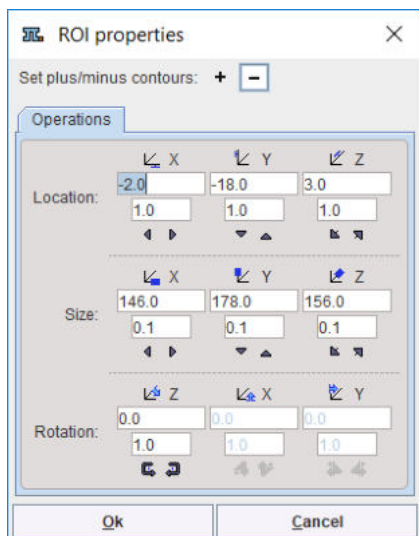 ROI properties
Set plus/minus contours: + -
Operations
X Y Z
Location: -2.0 -18.0 3.0
1.0 1.0 1.0
X Y Z
Size: 146.0 178.0 156.0
0.1 0.1 0.1
Z X Y
Rotation: 0.0 0.0 0.0
1.0 1.0 1.0
Ok Cancel